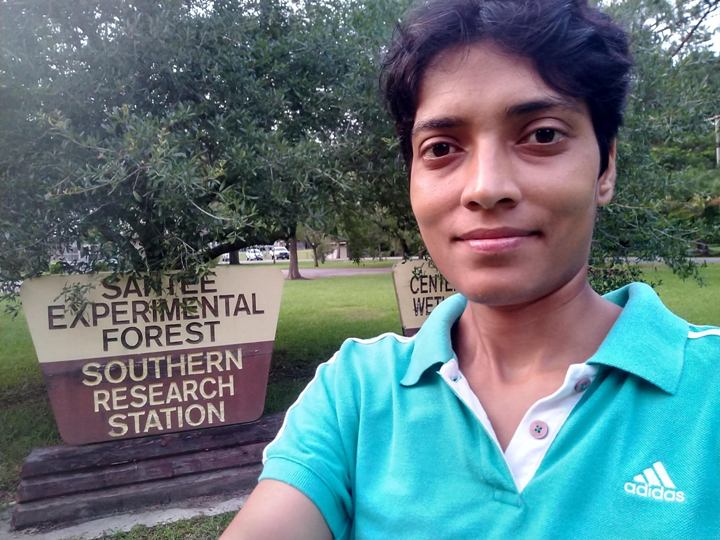 SANTEE
EXPERIMENTAL
FOREST
SOUTHERN
RESEARCH
STATION
adidas